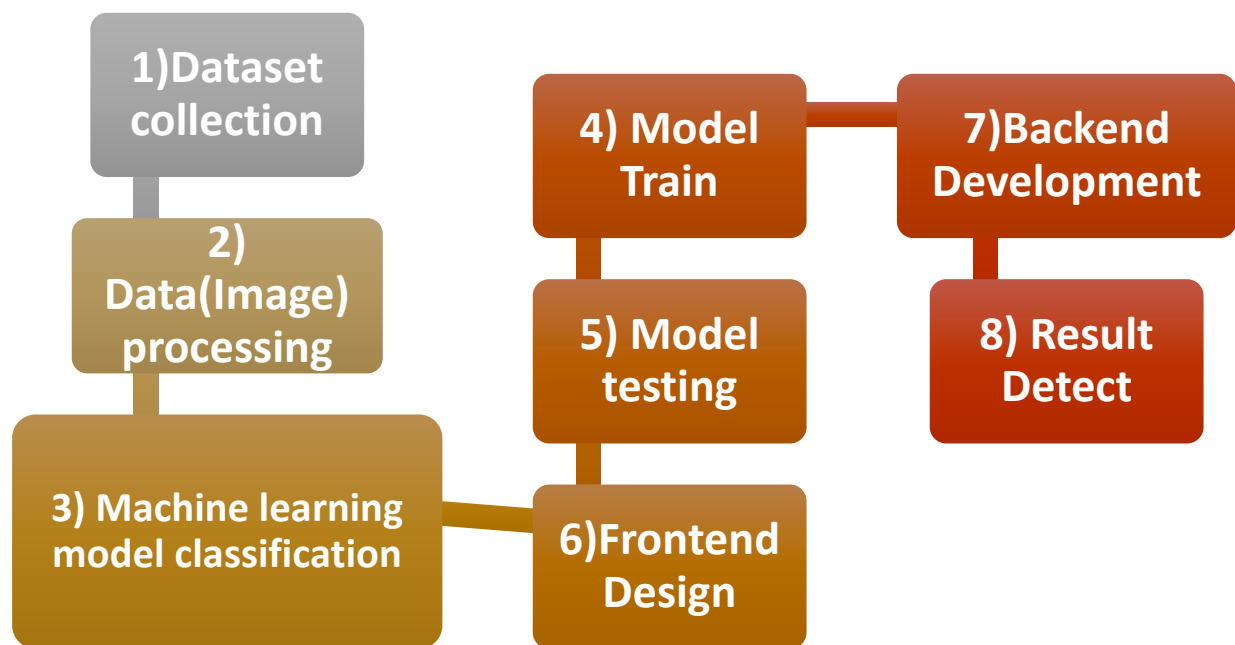 1)Dataset
collection
2)
Data(Image)
processing
3) Machine learning
model classification
4) Model
Train
5) Model
testing
6)Frontend
Design
7)Backend
Development
8) Result
Detect